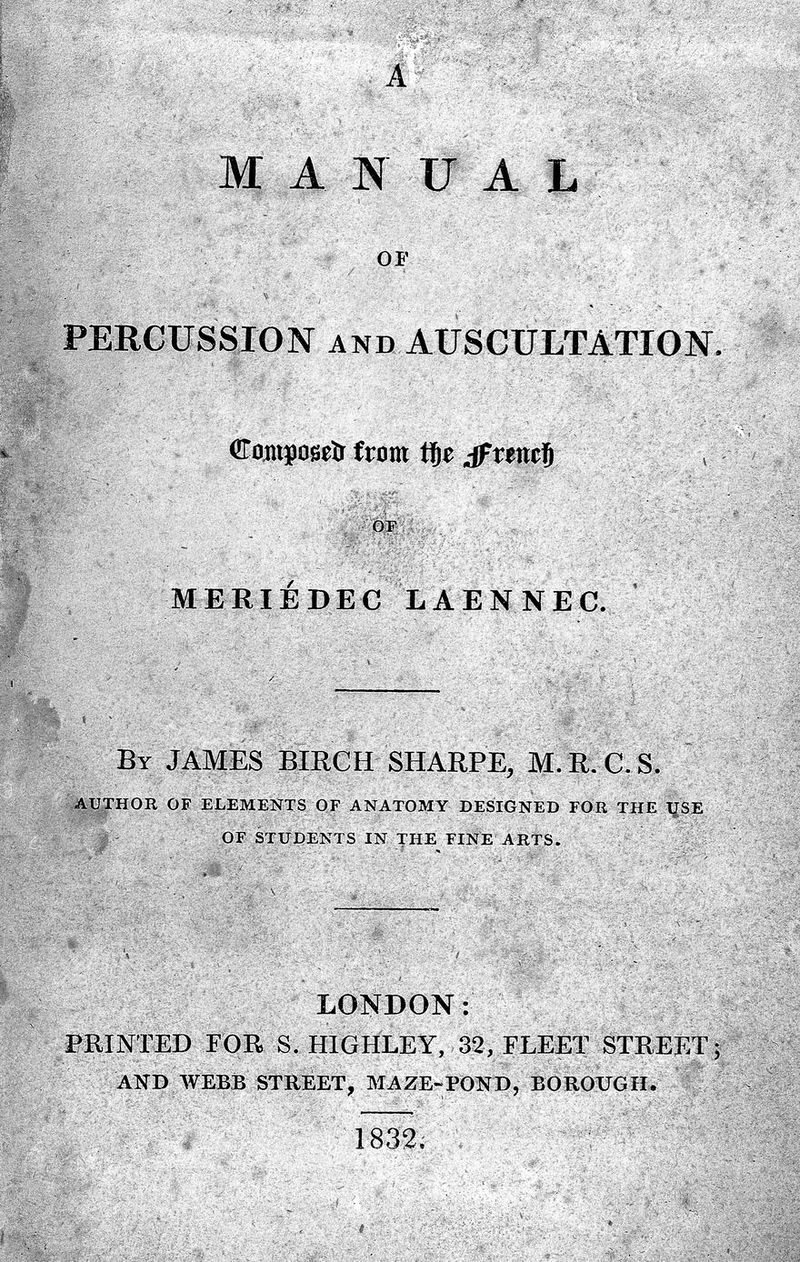 A
MANUAL
OF
PERCUSSION AND AUSCULTATION.
Composed from the French
OF
MERIÉDEC LAENNEC.
BY JAMES BIRCH SHARPE, M.R.C.S.
AUTHOR OF ELEMENTS OF ANATOMY DESIGNED FOR THE USE
OF STUDENTS IN THE FINE ARTS.
LONDON:
PRINTED FOR S. HIGHLEY, 32, FLEET STREET;
AND WEBB STREET, MAZE-POND, BOROUGH.
1832.